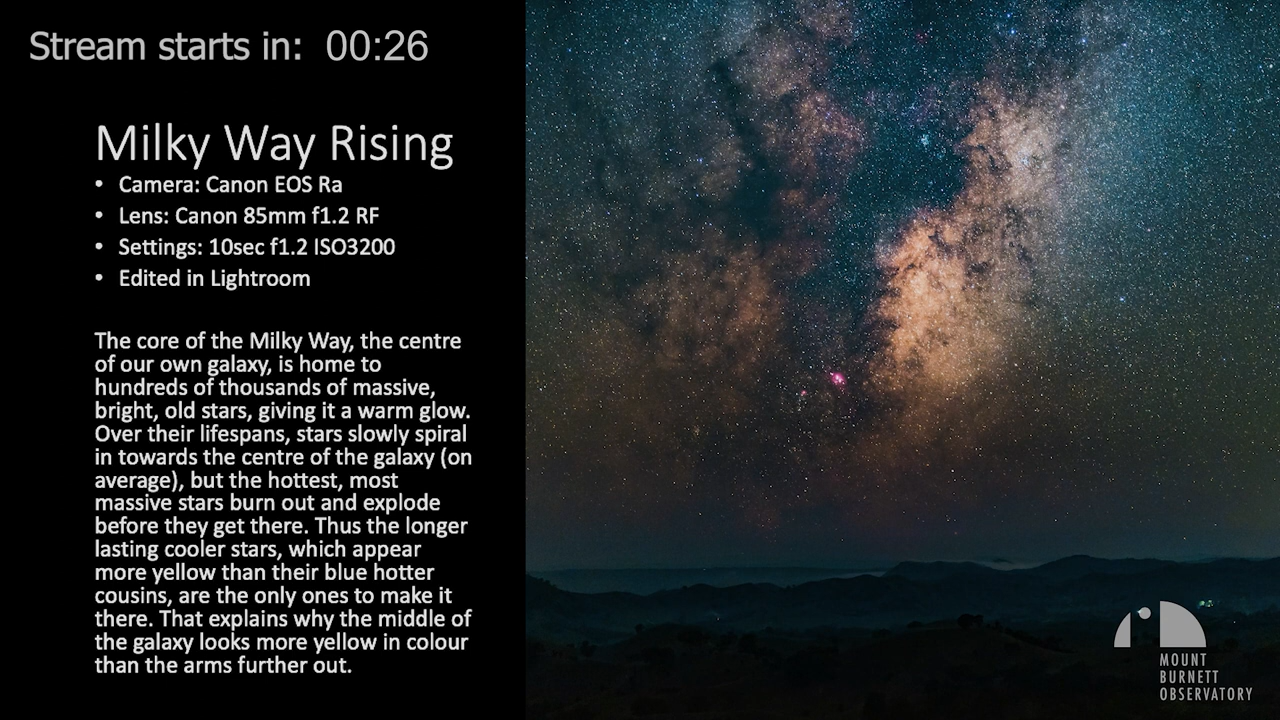 Stream starts in: 00:26
Milky Way Rising
• Camera: Canon EOS Ra
• Lens: Canon 85mm f1.2 RF
• Settings: 10sec f1.2 ISO3200
• Edited in Lightroom
The core of the Milky Way, the centre
of our own galaxy, is home to
hundreds of thousands of massive,
bright, old stars, giving it a warm glow.
Over their lifespans, stars slowly spiral
in towards the centre of the galaxy (on
average), but the hottest, most
massive stars burn out and explode
before they get there. Thus the longer
lasting cooler stars, which appear
more yellow than their blue hotter
cousins, are the only ones to make it
there. That explains why the middle of
the galaxy looks more yellow in colour
than the arms further out.
MOUNT
BURNETT
OBSERVATORY